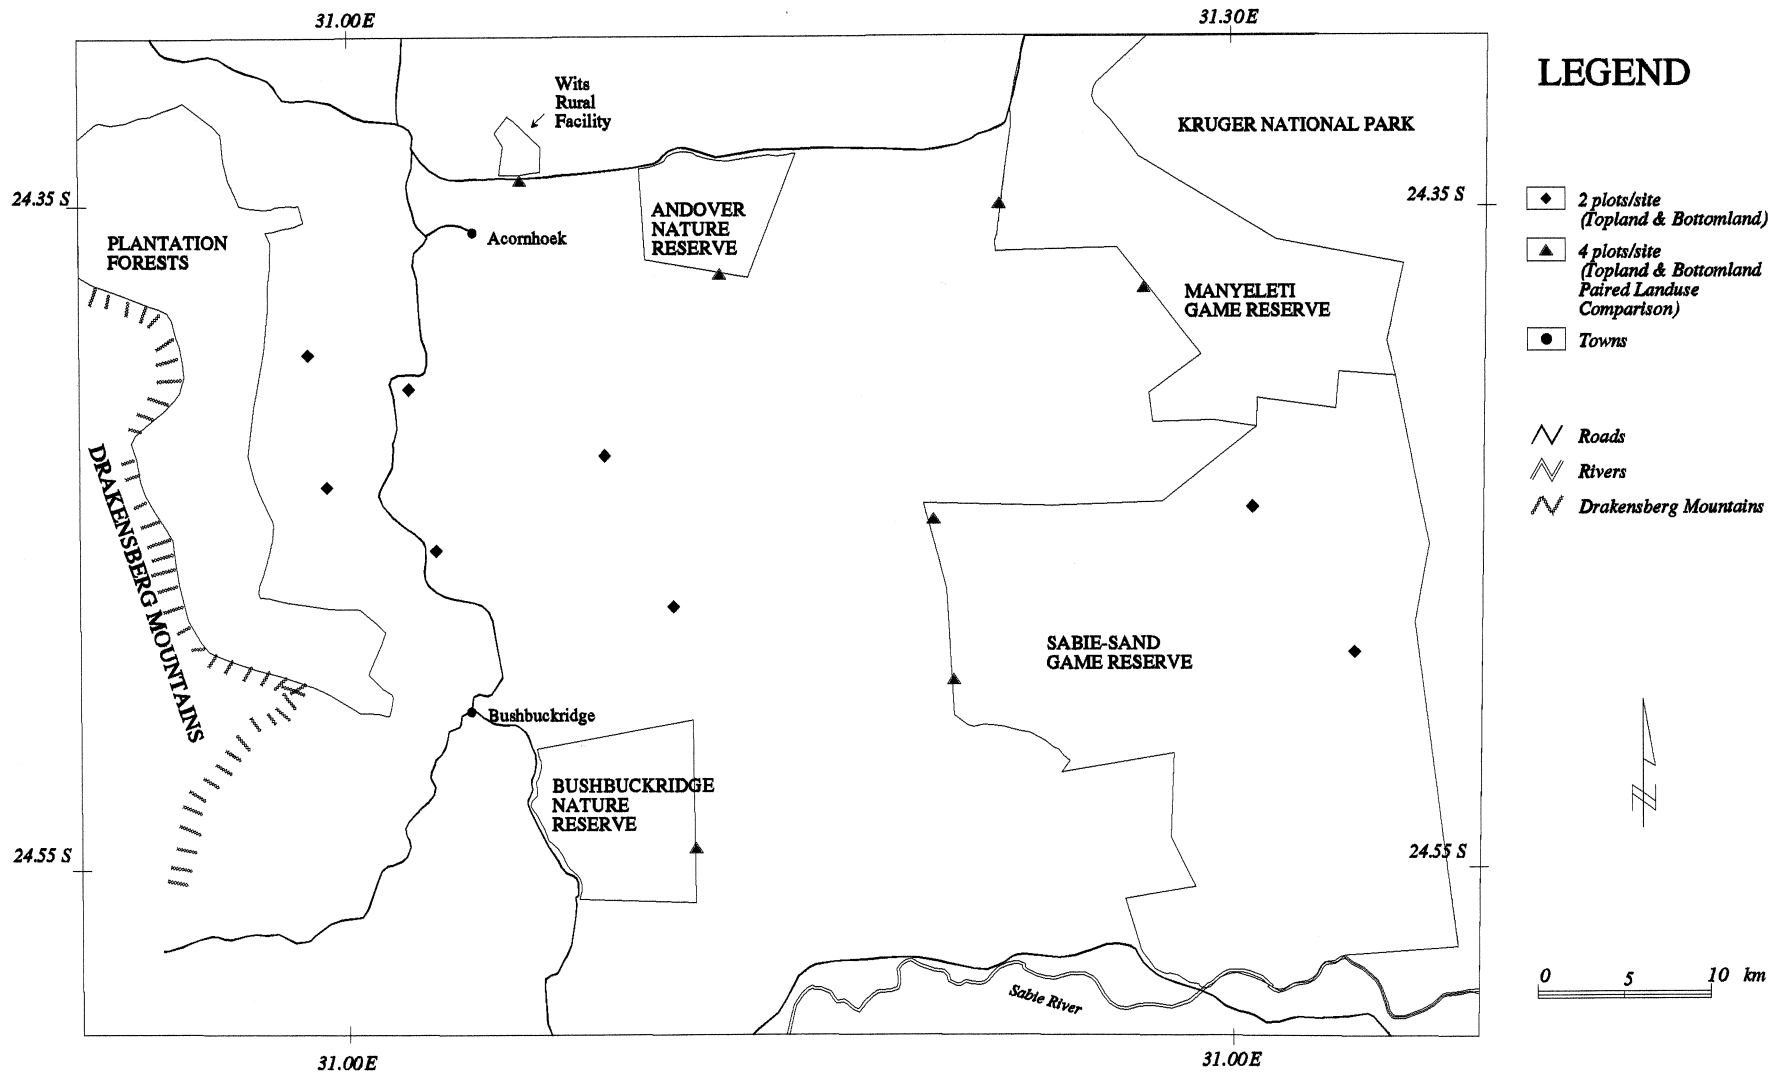 31.00E
31.30E
LEGEND
Wits
Rural
Facility
KRUGER NATIONAL PARK
24.35 S
24.35 S
2 plots/site
(Topland & Bottomland)
ANDOVER
NATURE
RESERVE
Acornhoek
PLANTATION
FORESTS
4 plots/site
(Topland & Bottomland
Paired Landuse
Comparison)
MANYELETI
GAME RESERVE
Towns
Roads
Rivers
Drakensberg Mountains
DRAKENSBERG MOUNTAINS
SABIE-SAND
GAME RESERVE
Bushbuckridge
BUSHBUCKRIDGE
NATURE
RESERVE
24.55 S
24.55 S
N
0 5 10 km
Sabie River
31.00E
31.00E